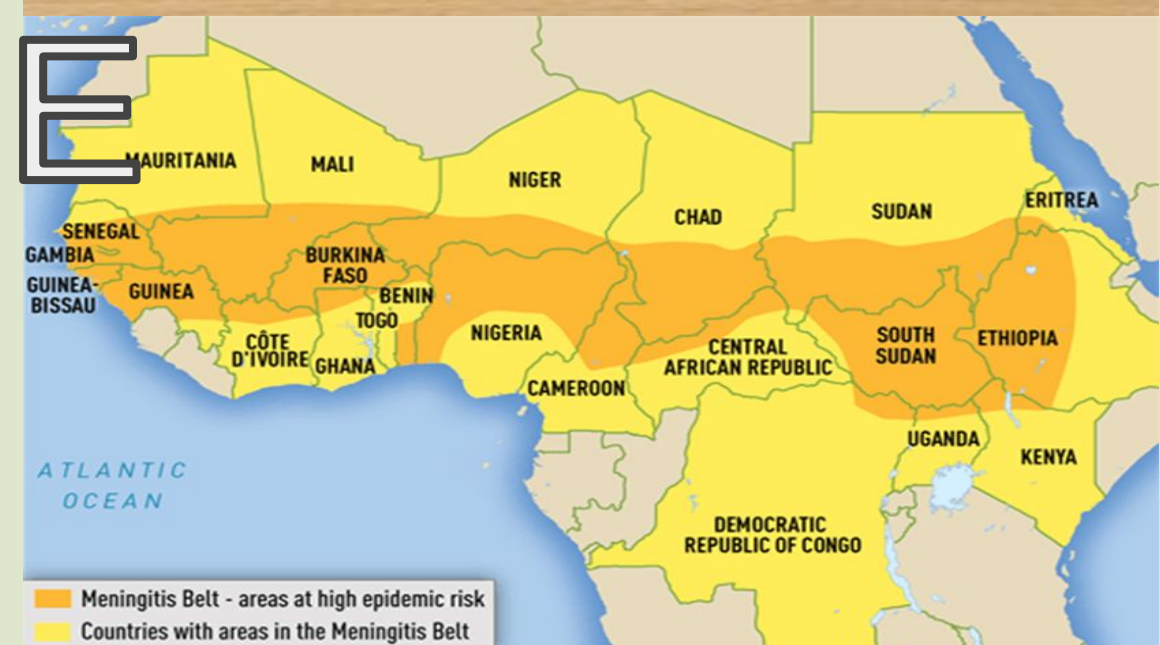 E
MAURITANIA
MALI
NIGER
CHAD
SUDAN
ERITREA
SENEGAL
GAMBIA
GUINEA-
BISSAU
GUINEA
BURKINA
FASO
BENIN
TOGO
CÔTE
D'IVOIRE
GHANA
NIGERIA
CAMEROON
CENTRAL
AFRICAN REPUBLIC
SOUTH
SUDAN
ETHIOPIA
UGANDA
KENYA
DEMOCRATIC
REPUBLIC OF CONGO
ATLANTIC
OCEAN
Meningitis Belt - areas at high epidemic risk
Countries with areas in the Meningitis Belt